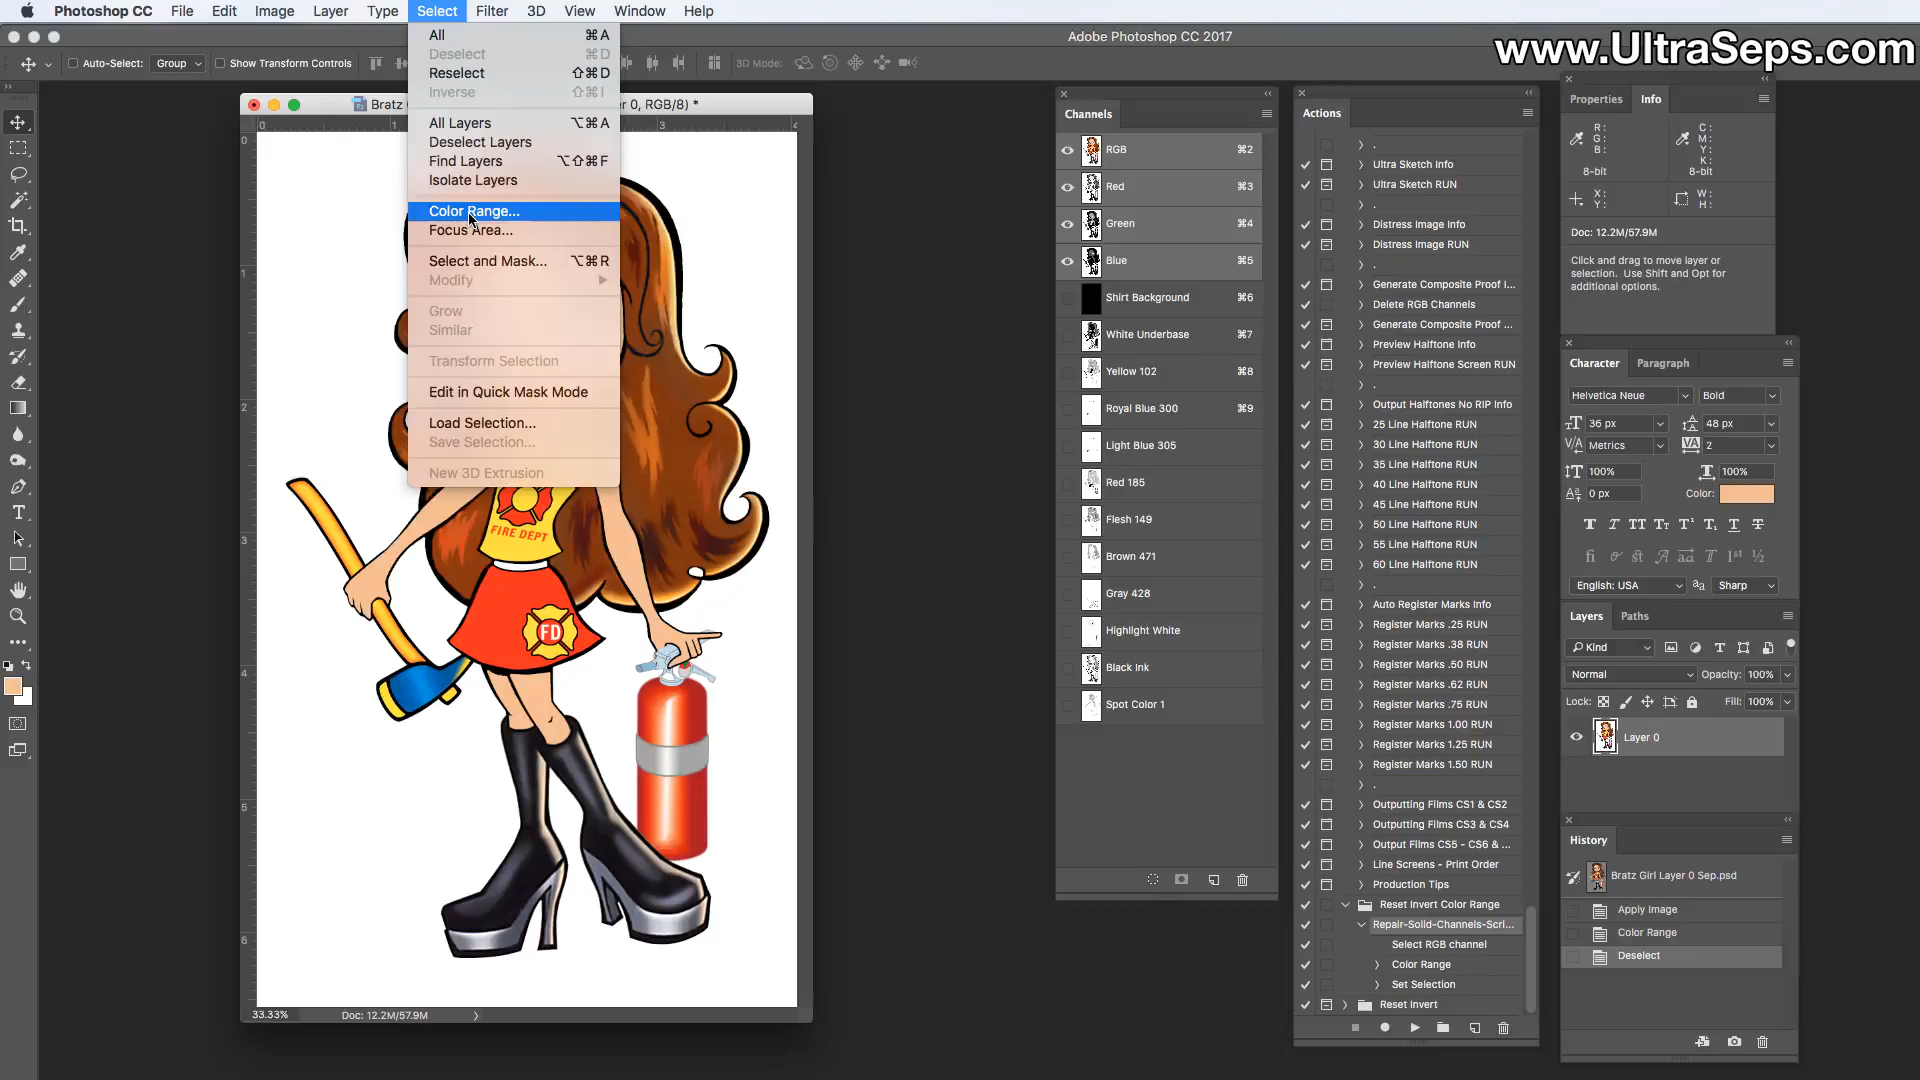 Photoshop CC File Edit Image Layer Type Select Filter 3D View Window Help
Adobe Photoshop CC 2017
www.UltraSeps.com
Auto-Select: Group Show Transform Controls
3D Mode:
All ⌘A
Deselect ⌘D
Reselect ⇧⌘D
Inverse ⇧⌘I
All Layers ⌥⌘A
Deselect Layers
Find Layers ⌥⇧⌘F
Isolate Layers
Color Range...
Focus Area...
Select and Mask... ⌥⌘R
Modify
Grow
Similar
Transform Selection
Edit in Quick Mask Mode
Load Selection...
Save Selection...
New 3D Extrusion
Bratz
r 0, RGB/8) *
0 1 3
0
1
2
3
4
5
6
FIRE DEPT
FD
33.33% Doc: 12.2M/57.9M
Channels
RGB ⌘2
Red ⌘3
Green ⌘4
Blue ⌘5
Shirt Background ⌘6
White Underbase ⌘7
Yellow 102 ⌘8
Royal Blue 300 ⌘9
Light Blue 305
Red 185
Flesh 149
Brown 471
Gray 428
Highlight White
Black Ink
Spot Color 1
Actions
.
Ultra Sketch Info
Ultra Sketch RUN
.
Distress Image Info
Distress Image RUN
.
Generate Composite Proof I...
Delete RGB Channels
Generate Composite Proof ...
Preview Halftone Info
Preview Halftone Screen RUN
.
Output Halftones No RIP Info
25 Line Halftone RUN
30 Line Halftone RUN
35 Line Halftone RUN
40 Line Halftone RUN
45 Line Halftone RUN
50 Line Halftone RUN
55 Line Halftone RUN
60 Line Halftone RUN
.
Auto Register Marks Info
Register Marks .25 RUN
Register Marks .38 RUN
Register Marks .50 RUN
Register Marks .62 RUN
Register Marks .75 RUN
Register Marks 1.00 RUN
Register Marks 1.25 RUN
Register Marks 1.50 RUN
.
Outputting Films CS1 & CS2
Outputting Films CS3 & CS4
Output Films CS5 - CS6 & ...
Line Screens - Print Order
Production Tips
Reset Invert Color Range
Repair-Solid-Channels-Scri...
Select RGB channel
Color Range
Set Selection
Reset Invert
Properties Info
R: C:
G: M:
B: Y:
K:
8-bit 8-bit
X: W:
Y: H:
Doc: 12.2M/57.9M
Click and drag to move layer or
selection. Use Shift and Opt for
additional options.
Character Paragraph
Helvetica Neue Bold
36 px 48 px
Metrics 2
100% 100%
0 px Color:
English: USA Sharp
Layers Paths
Kind
Normal Opacity: 100%
Lock: Fill: 100%
Layer 0
History
Bratz Girl Layer 0 Sep.psd
Apply Image
Color Range
Deselect